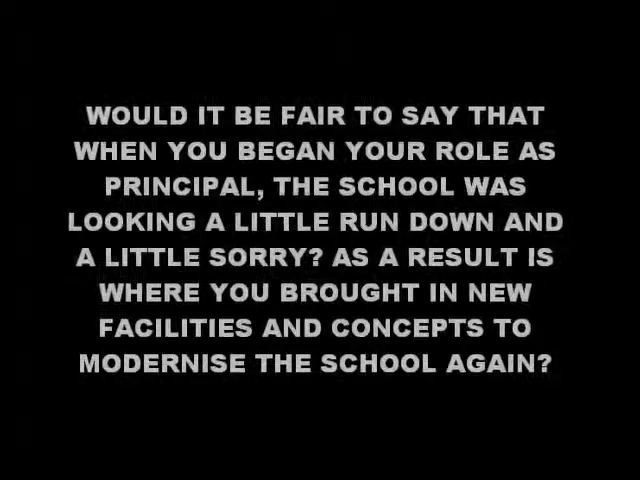 WOULD IT BE FAIR TO SAY THAT
WHEN YOU BEGAN YOUR ROLE AS
PRINCIPAL, THE SCHOOL WAS
LOOKING A LITTLE RUN DOWN AND
A LITTLE SORRY? AS A RESULT IS
WHERE YOU BROUGHT IN NEW
FACILITIES AND CONCEPTS TO
MODERNISE THE SCHOOL AGAIN?